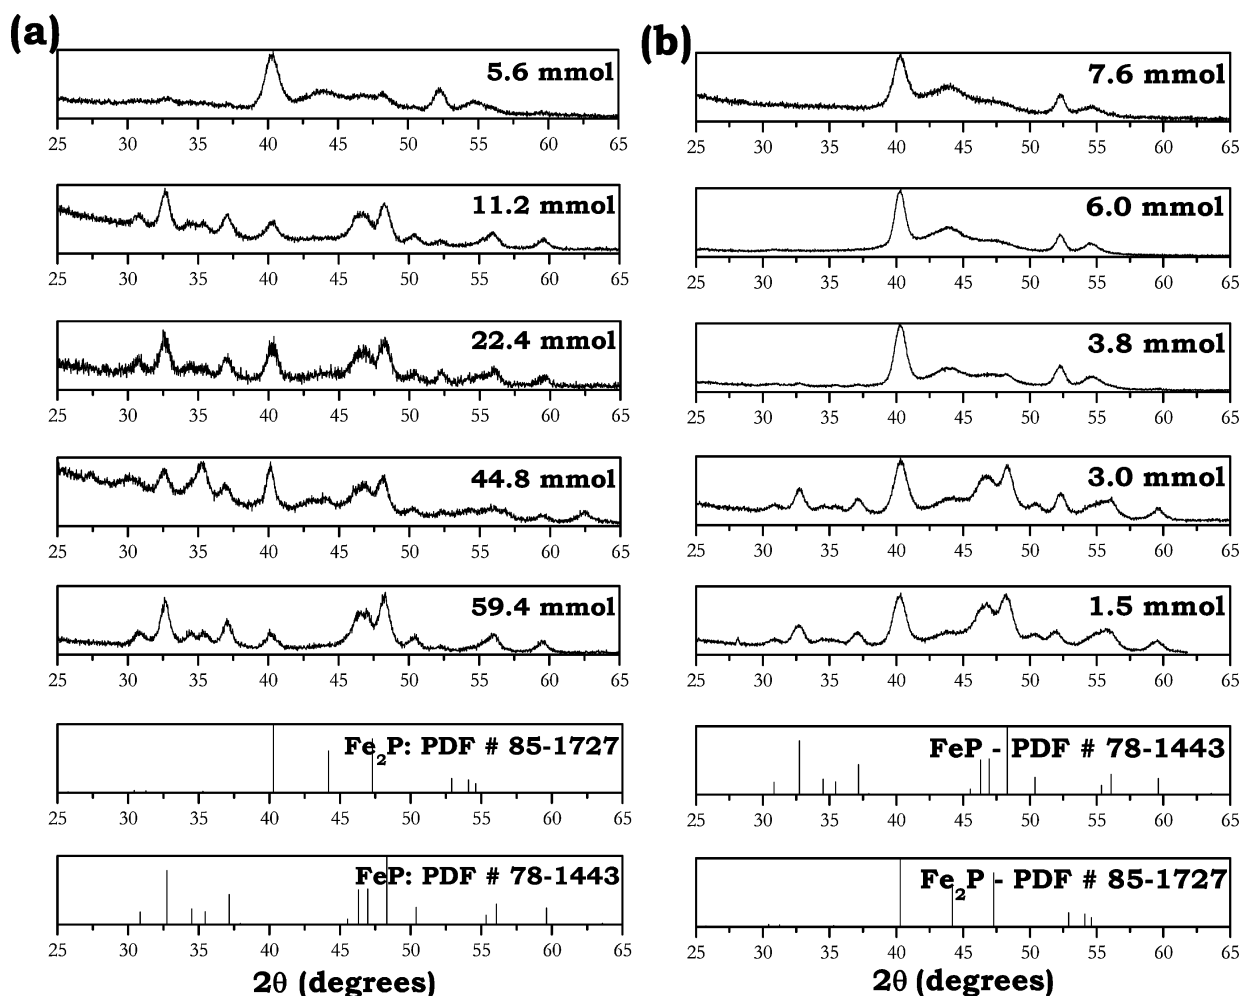 (a)
5.6 mmol
25 30 35 40 45 50 55 60 65
11.2 mmol
25 30 35 40 45 50 55 60 65
22.4 mmol
25 30 35 40 45 50 55 60 65
44.8 mmol
25 30 35 40 45 50 55 60 65
59.4 mmol
25 30 35 40 45 50 55 60 65
Fe₂P: PDF # 85-1727
25 30 35 40 45 50 55 60 65
FeP: PDF # 78-1443
25 30 35 40 45 50 55 60 65
2θ (degrees)
(b)
7.6 mmol
25 30 35 40 45 50 55 60 65
6.0 mmol
25 30 35 40 45 50 55 60 65
3.8 mmol
25 30 35 40 45 50 55 60 65
3.0 mmol
25 30 35 40 45 50 55 60 65
1.5 mmol
25 30 35 40 45 50 55 60 65
FeP - PDF # 78-1443
25 30 35 40 45 50 55 60 65
Fe₂P - PDF # 85-1727
25 30 35 40 45 50 55 60 65
2θ (degrees)